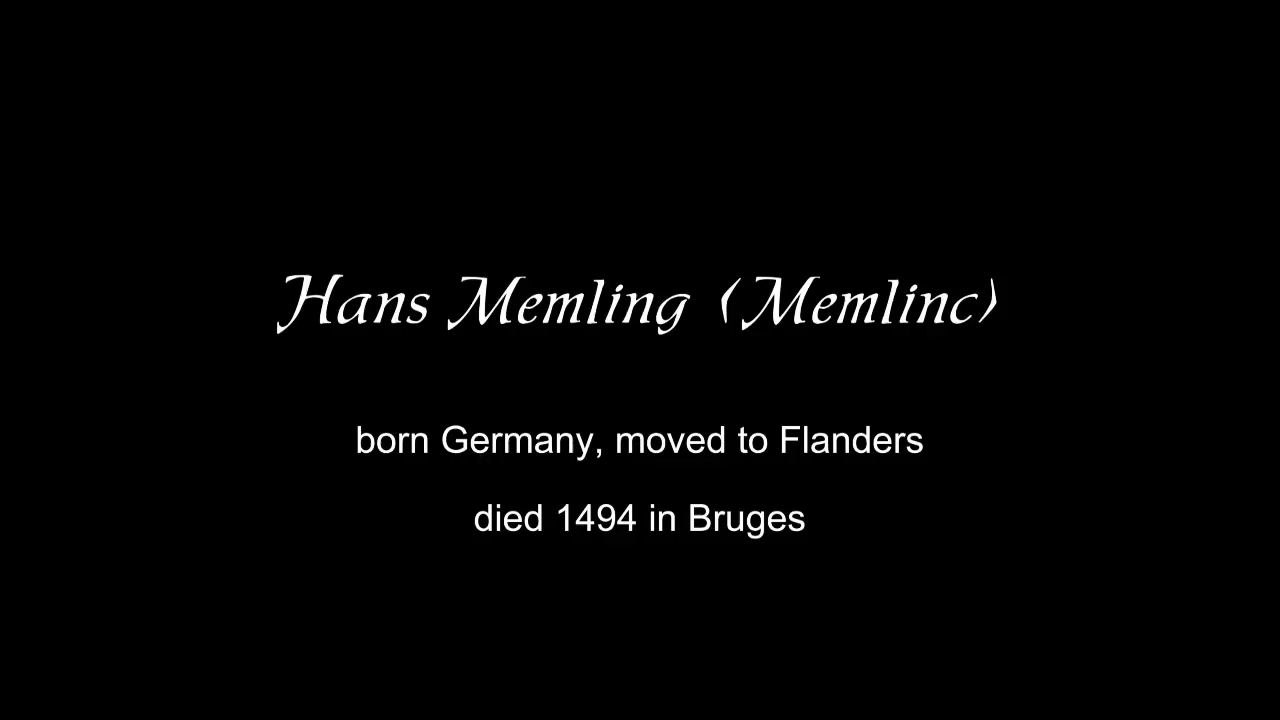 Hans Memling (Memlinc)
born Germany, moved to Flanders
died 1494 in Bruges